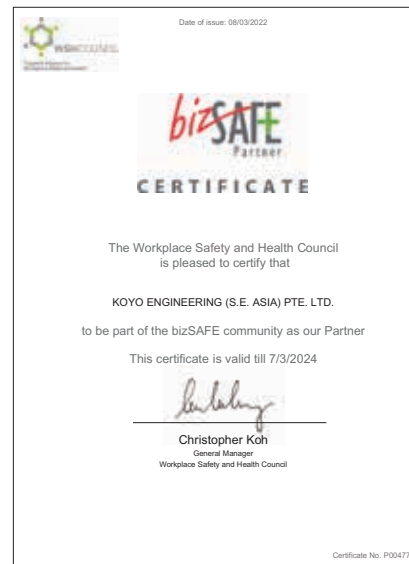 Date of issue: 08/03/2022
WSHCOUNCIL
bizSAFE
Partner
CERTIFICATE
The Workplace Safety and Health Council
is pleased to certify that
KOYO ENGINEERING (S.E. ASIA) PTE. LTD.
to be part of the bizSAFE community as our Partner
This certificate is valid till 7/3/2024
Christopher Koh
General Manager
Workplace Safety and Health Council
Certificate No. P00477